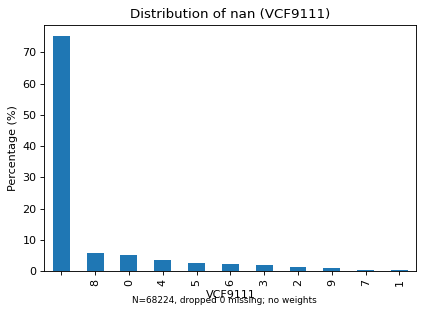 Distribution of nan (VCF9111)
Percentage (%)
70
60
50
40
30
20
10
0
8 0 4 5 6 3 2 9 7 1
VCF9111
N=68224, dropped 0 missing; no weights